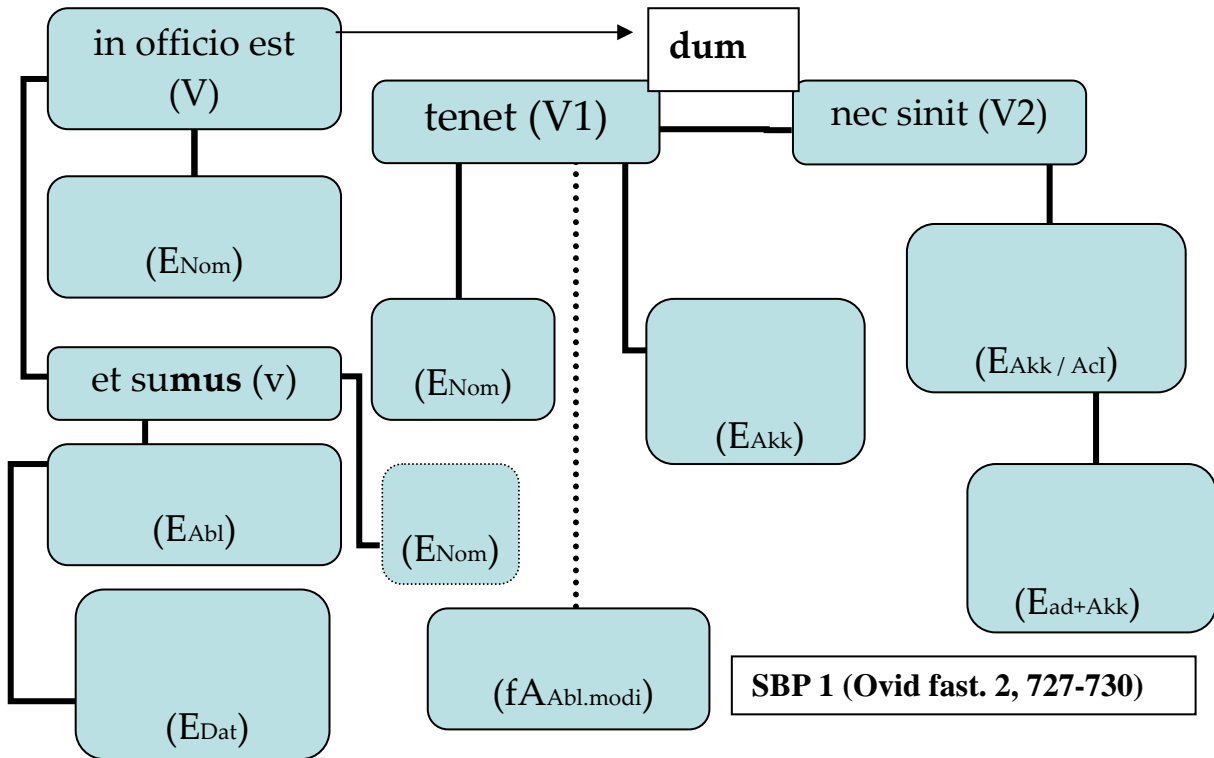 in officio est
(V)
dum
tenet (V1)
nec sinit (V2)
(ENom)
(ENom)
(EAkk)
(EAkk / AcI)
et sumus (v)
(EAbl)
(ENom)
(EDat)
(fAAbl.modi)
(Ead+Akk)
SBP 1 (Ovid fast. 2, 727-730)